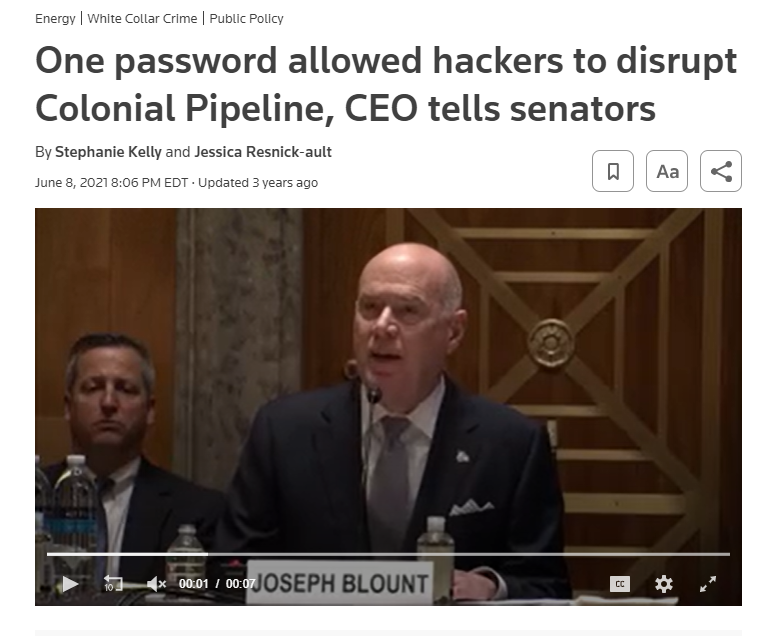 Energy | White Collar Crime | Public Policy
One password allowed hackers to disrupt
Colonial Pipeline, CEO tells senators
By Stephanie Kelly and Jessica Resnick-ault
June 8, 2021 8:06 PM EDT · Updated 3 years ago
Aa
10
00:01 / 00:07
JOSEPH BLOUNT
CC